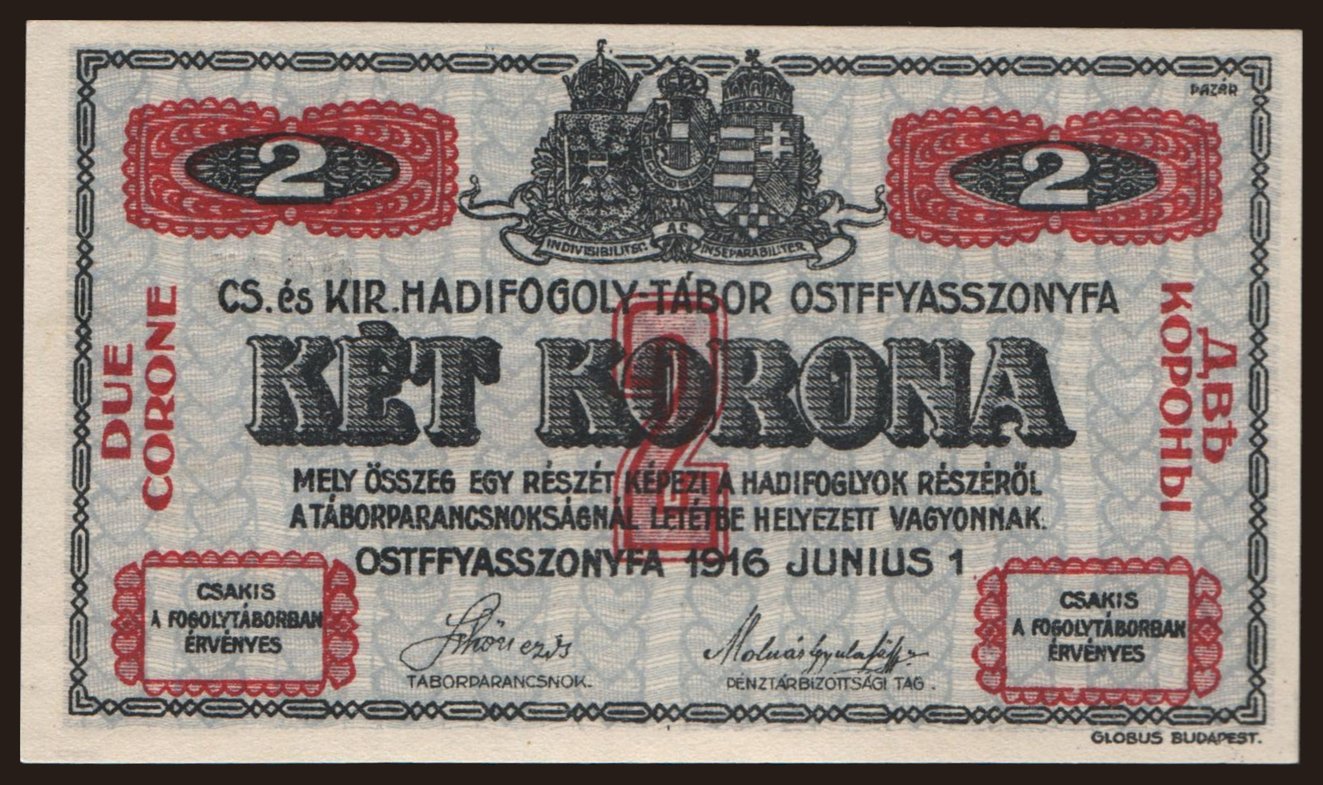 PAZÁR
2
2
INDIVISIBILITER AC INSEPARABILITER
CS. és KIR. HADIFOGOLY-TÁBOR OSTFFYASSZONYFA
DUE
CORONE
ДВѢ
КОРОНЫ
KÉT KORONA
2
MELY ÖSSZEG EGY RÉSZÉT KÉPEZI A HADIFOGLYOK RÉSZÉRŐL
A TÁBORPARANCSNOKSÁGNÁL LETÉTBE HELYEZETT VAGYONNAK.
OSTFFYASSZONYFA 1916 JUNIUS 1
CSAKIS
A FOGOLYTÁBORBAN
ÉRVÉNYES
CSAKIS
A FOGOLYTÁBORBAN
ÉRVÉNYES
TABORPARANCSNOK.
PÉNZTÁRBIZOTTSÁGI TAG.
GLOBUS BUDAPEST.